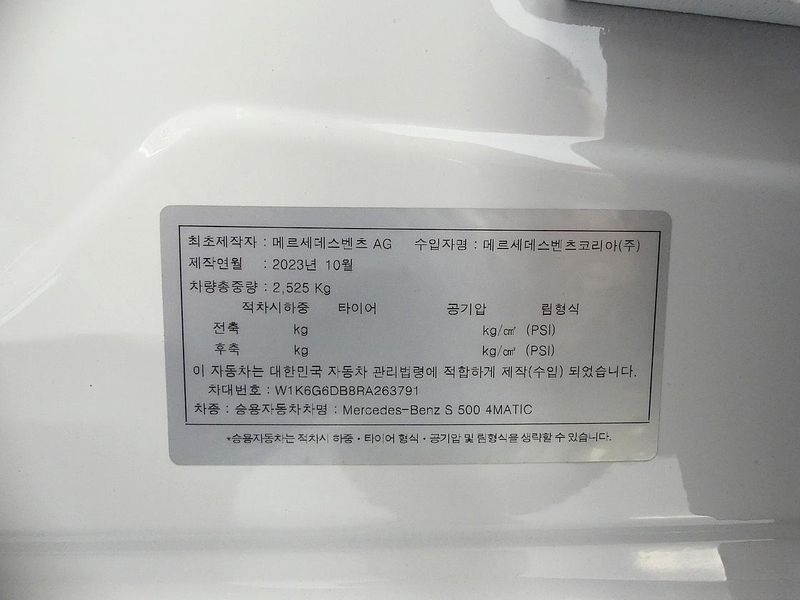 최초제작자 : 메르세데스벤츠 AG 수입자명 : 메르세데스벤츠코리아(주)
제작연월 : 2023년 10월
차량총중량 : 2,525 Kg
적차시하중 타이어 공기압 림형식
전축 kg kg/㎠ (PSI)
후축 kg kg/㎠ (PSI)
이 자동차는 대한민국 자동차 관리법령에 적합하게 제작(수입) 되었습니다.
차대번호 : W1K6G6DB8RA263791
차종 : 승용자동차차명 : Mercedes-Benz S 500 4MATIC
*승용자동차는 적차시 하중·타이어 형식·공기압 및 림형식을 생략할 수 있습니다.